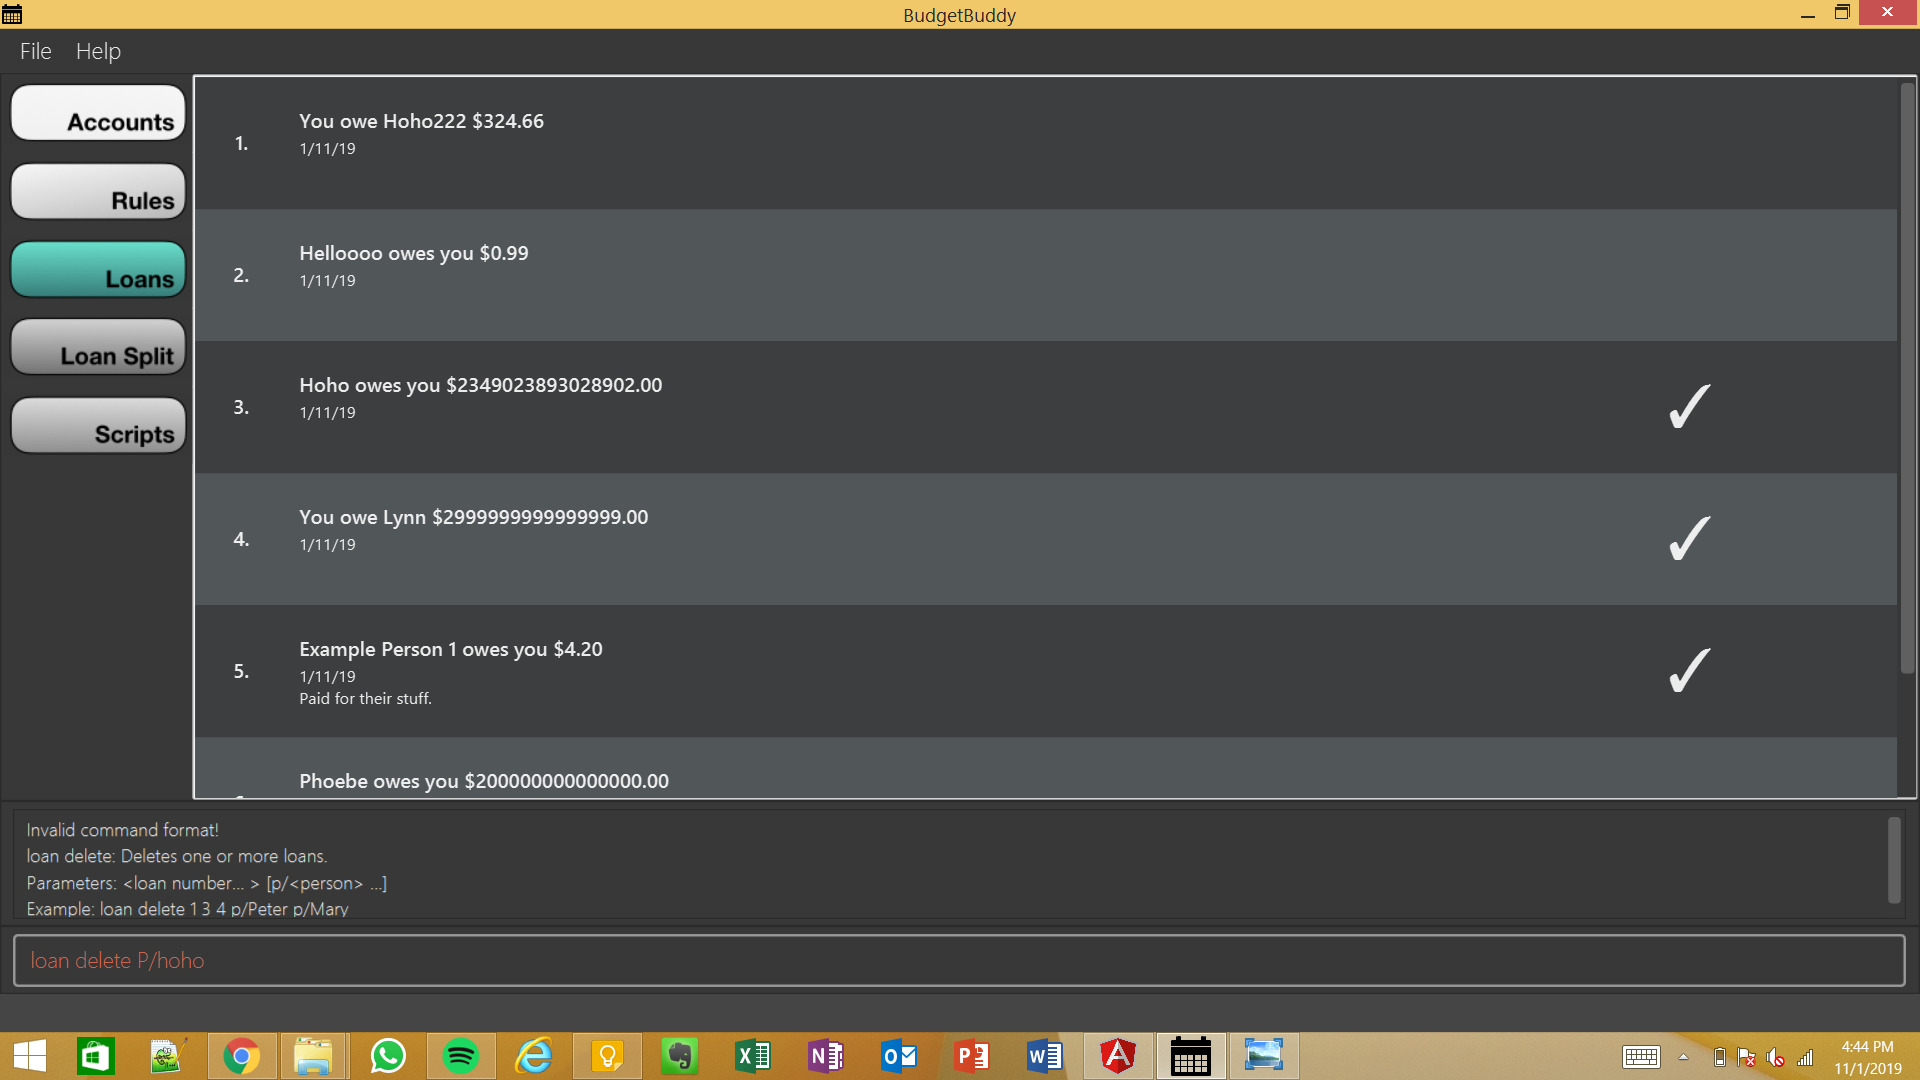 BudgetBuddy
File Help
Accounts
Rules
Loans
Loan Split
Scripts
1.
You owe Hoho222 $324.66
1/11/19
2.
Helloooo owes you $0.99
1/11/19
3.
Hoho owes you $2349023893028902.00
1/11/19
4.
You owe Lynn $2999999999999999.00
1/11/19
5.
Example Person 1 owes you $4.20
1/11/19
Paid for their stuff.
Phoebe owes you $200000000000000.00
Invalid command format!
loan delete: Deletes one or more loans.
Parameters: <loan number... > [p/<person> ...]
Example: loan delete 1 3 4 p/Peter p/Mary
loan delete P/hoho
4:44 PM
11/1/2019